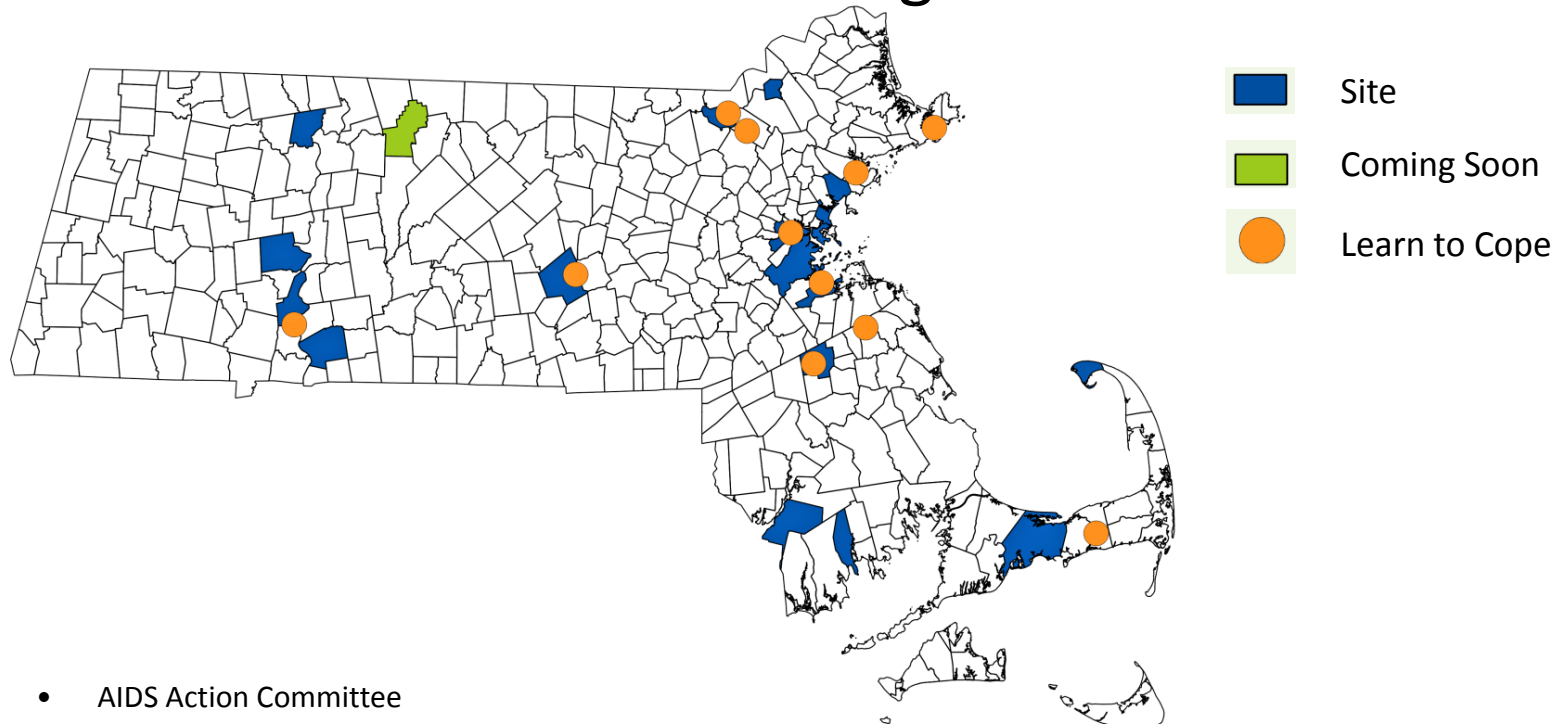 Site
Coming Soon
Learn to Cope
• AIDS Action Committee